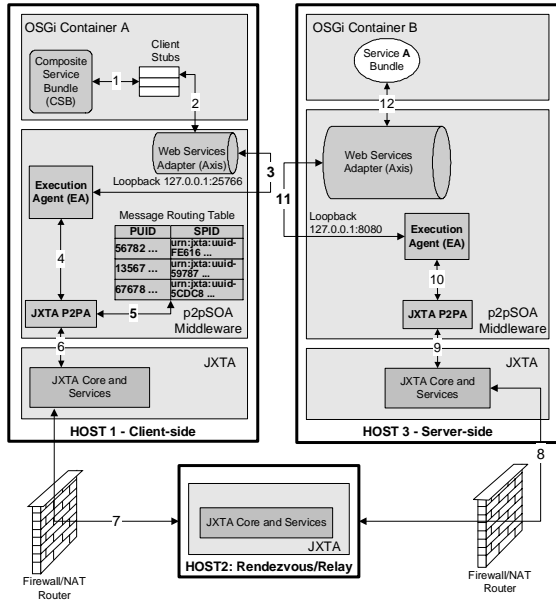 OSGi Container A
Composite
Service
Bundle
(CSB)
1
Client
Stubs
2
Web Services
Adapter (Axis)
3
Loopback 127.0.0.1:25766
Execution
Agent (EA)
Message Routing Table
PUID SPID
56782 ... urn:jxta:uuid-
FE616 ...
13567 ... urn:jxta:uuid-
59787 ...
67678 ... urn:jxta:uuid-
5CDC8 ...
4
JXTA P2PA
5
p2pSOA
Middleware
6
JXTA
JXTA Core and
Services
HOST 1 - Client-side
OSGi Container B
Service A
Bundle
12
Web Services
Adapter (Axis)
11
Loopback
127.0.0.1:8080
Execution
Agent (EA)
10
JXTA P2PA
p2pSOA
Middleware
9
JXTA
JXTA Core and
Services
HOST 3 - Server-side
8
7
Firewall/NAT
Router
JXTA Core and Services
JXTA
HOST2: Rendezvous/Relay
Firewall/NAT
Router